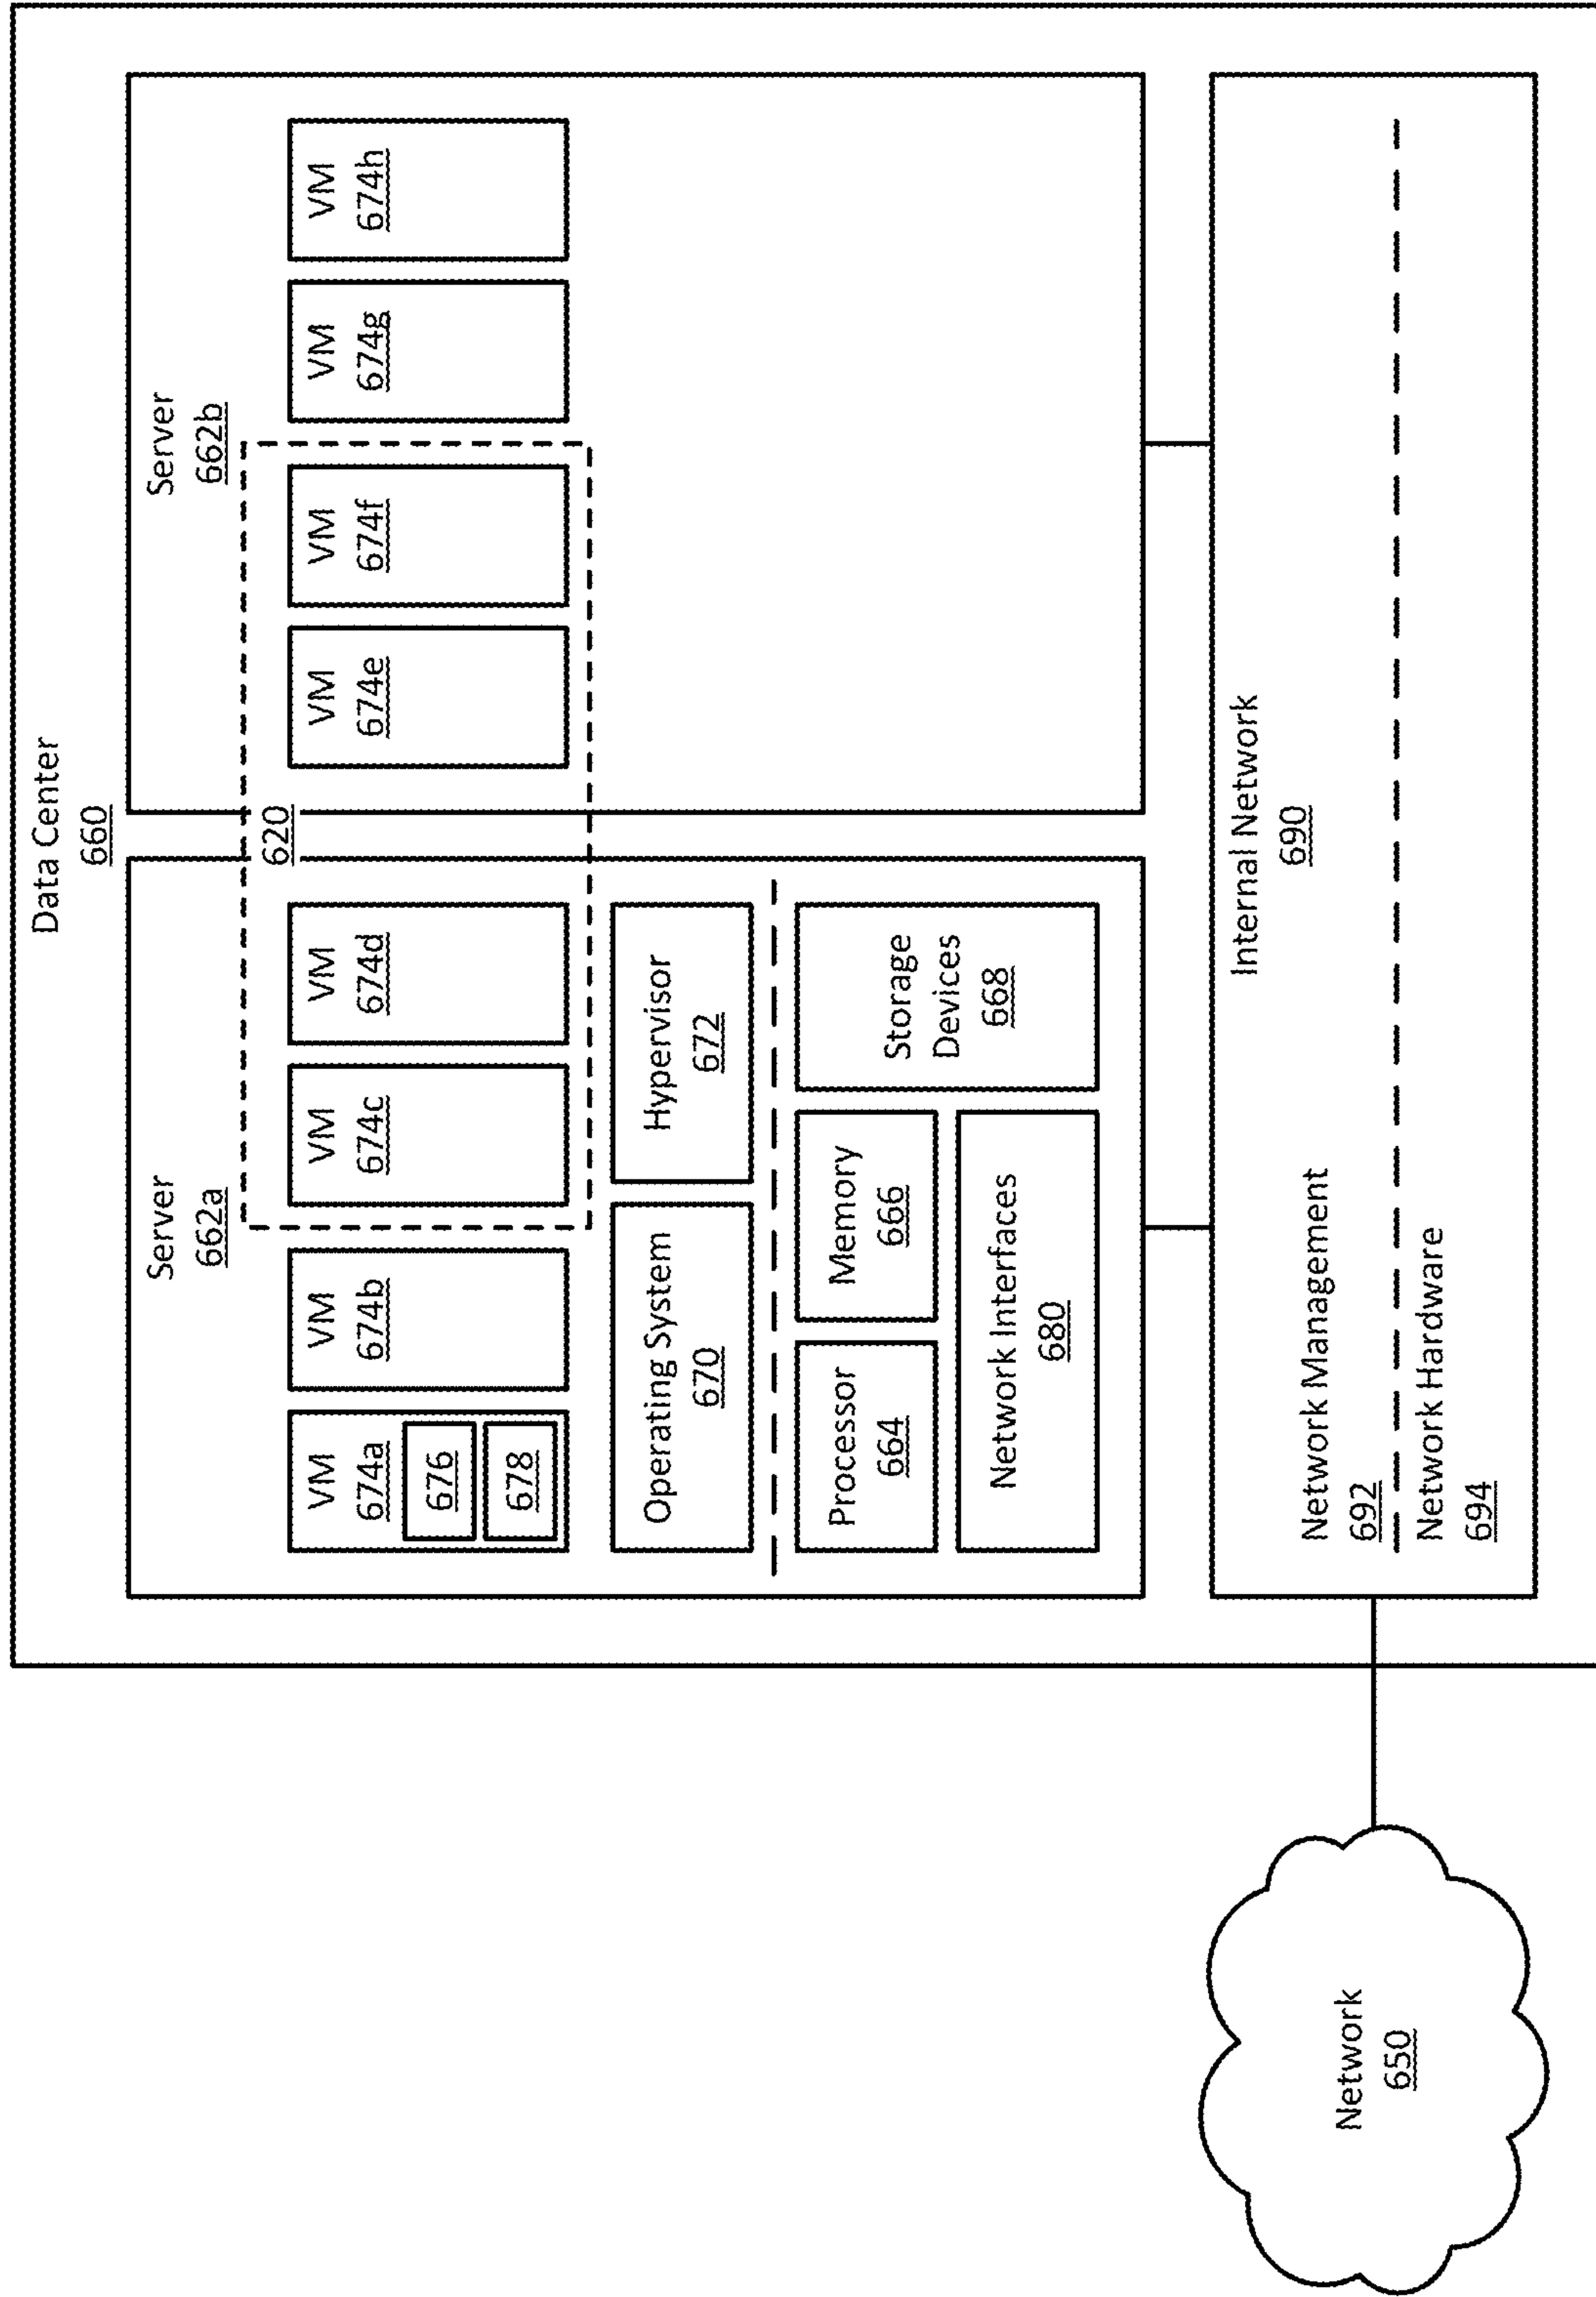 Data Center
660
Server
662a
Server
662b
620
VM
674a
676
678
VM
674b
VM
674c
VM
674d
VM
674e
VM
674f
VM
674g
VM
674h
Operating System
670
Hypervisor
672
Processor
664
Memory
666
Storage
Devices
668
Network Interfaces
680
Internal Network
690
Network Management
692
Network Hardware
694
Network
650